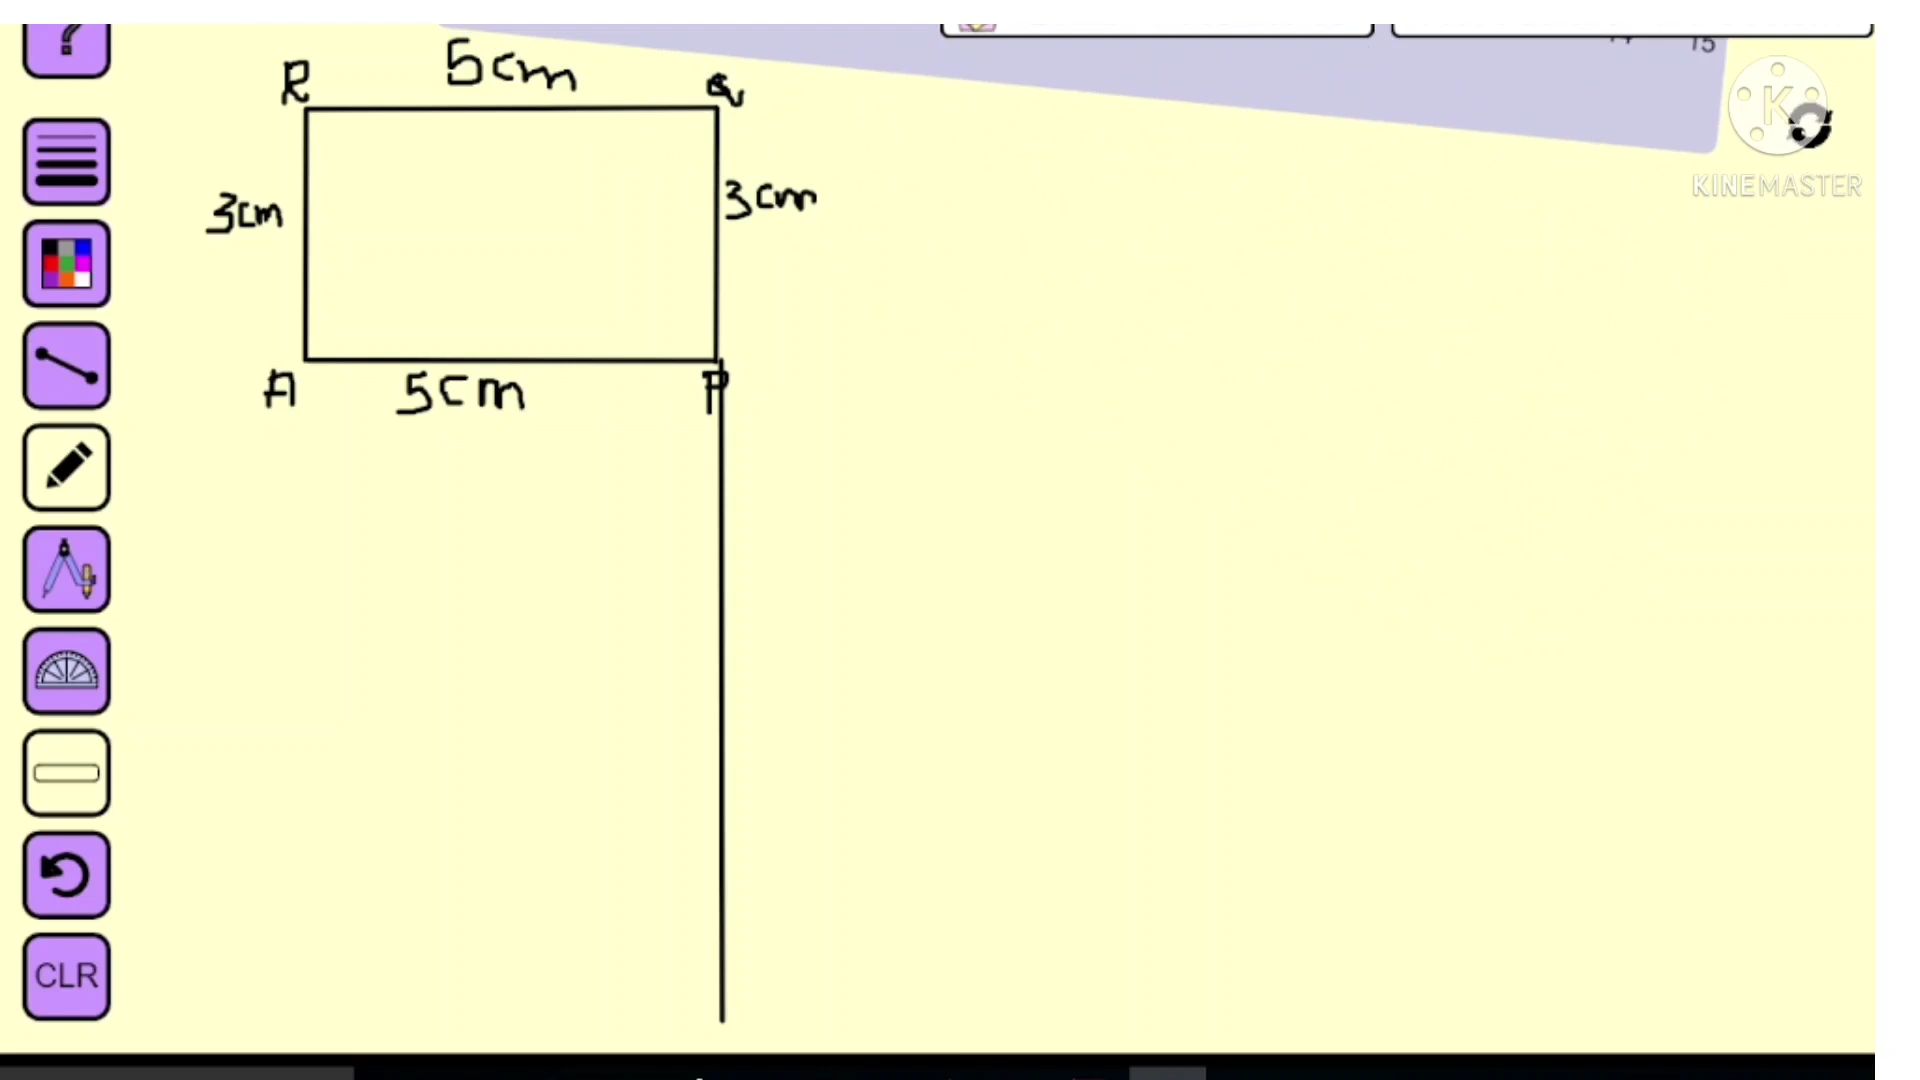 ?
15
R 5cm Q
KINEMASTER
3cm 3cm
A 5cm P
CLR